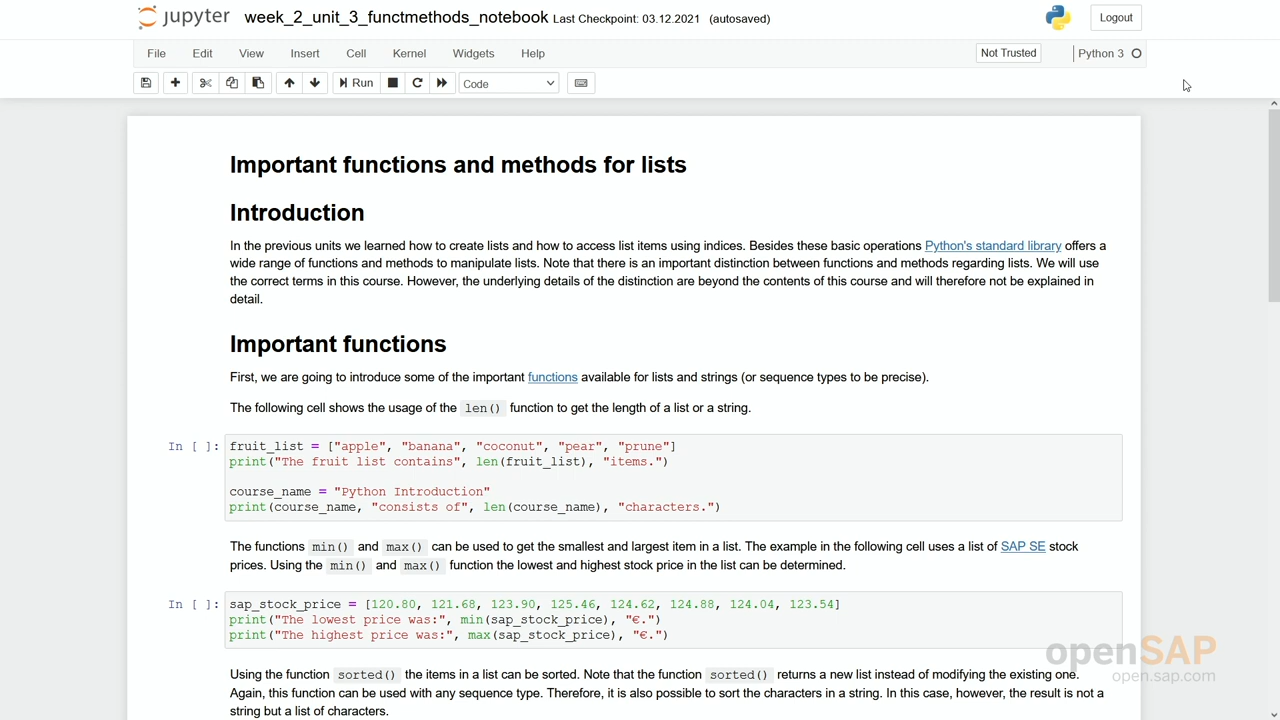 jupyter week_2_unit_3_functmethods_notebook Last Checkpoint: 03.12.2021 (autosaved) Logout
File Edit View Insert Cell Kernel Widgets Help Not Trusted Python 3
Run Code
Important functions and methods for lists
Introduction
In the previous units we learned how to create lists and how to access list items using indices. Besides these basic operations Python's standard library offers a
wide range of functions and methods to manipulate lists. Note that there is an important distinction between functions and methods regarding lists. We will use
the correct terms in this course. However, the underlying details of the distinction are beyond the contents of this course and will therefore not be explained in
detail.
Important functions
First, we are going to introduce some of the important functions available for lists and strings (or sequence types to be precise).
The following cell shows the usage of the len() function to get the length of a list or a string.
In [ ]: fruit_list = ["apple", "banana", "coconut", "pear", "prune"]
print("The fruit list contains", len(fruit_list), "items.")
course_name = "Python Introduction"
print(course_name, "consists of", len(course_name), "characters.")
The functions min() and max() can be used to get the smallest and largest item in a list. The example in the following cell uses a list of SAP SE stock
prices. Using the min() and max() function the lowest and highest stock price in the list can be determined.
In [ ]: sap_stock_price = [120.80, 121.68, 123.90, 125.46, 124.62, 124.88, 124.04, 123.54]
print("The lowest price was:", min(sap_stock_price), "€.")
print("The highest price was:", max(sap_stock_price), "€.")
Using the function sorted() the items in a list can be sorted. Note that the function sorted() returns a new list instead of modifying the existing one.
Again, this function can be used with any sequence type. Therefore, it is also possible to sort the characters in a string. In this case, however, the result is not a
string but a list of characters.
openSAP
open.sap.com